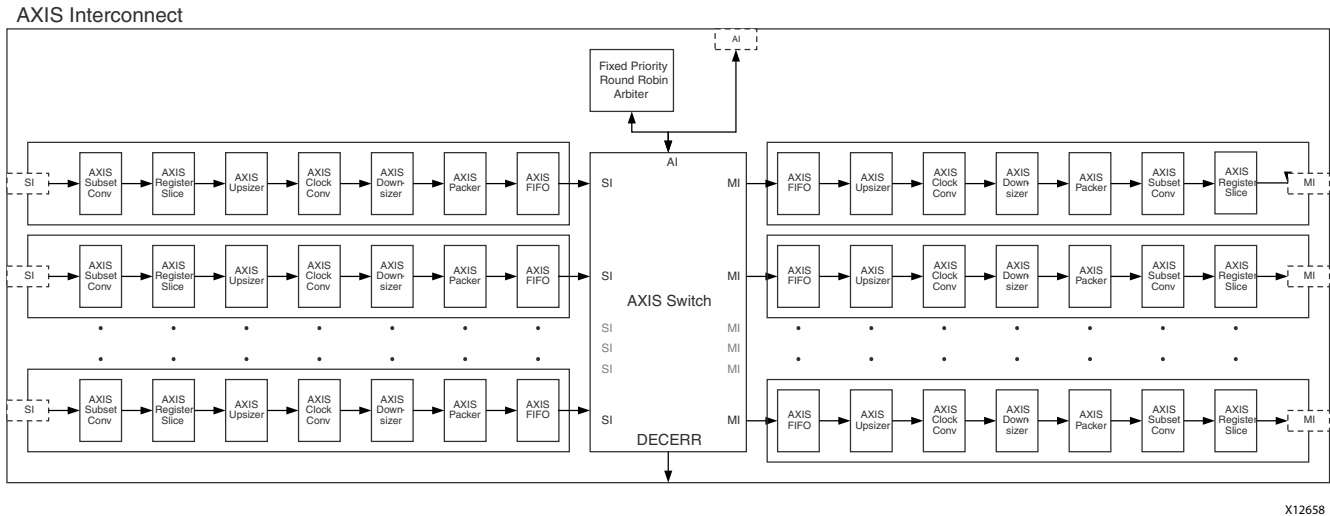 AXIS Interconnect
AI
Fixed Priority
Round Robin
Arbiter
AI
SI
AXIS
Subset
Conv
AXIS
Register
Slice
AXIS
Upsizer
AXIS
Clock
Conv
AXIS
Down-
sizer
AXIS
Packer
AXIS
FIFO
SI
MI
AXIS
FIFO
AXIS
Upsizer
AXIS
Clock
Conv
AXIS
Down-
sizer
AXIS
Packer
AXIS
Subset
Conv
AXIS
Register
Slice
MI
SI
AXIS
Subset
Conv
AXIS
Register
Slice
AXIS
Upsizer
AXIS
Clock
Conv
AXIS
Down-
sizer
AXIS
Packer
AXIS
FIFO
SI
MI
AXIS
FIFO
AXIS
Upsizer
AXIS
Clock
Conv
AXIS
Down-
sizer
AXIS
Packer
AXIS
Subset
Conv
AXIS
Register
Slice
MI
AXIS Switch
SI
MI
SI
MI
SI
MI
SI
AXIS
Subset
Conv
AXIS
Register
Slice
AXIS
Upsizer
AXIS
Clock
Conv
AXIS
Down-
sizer
AXIS
Packer
AXIS
FIFO
SI
MI
AXIS
FIFO
AXIS
Upsizer
AXIS
Clock
Conv
AXIS
Down-
sizer
AXIS
Packer
AXIS
Subset
Conv
AXIS
Register
Slice
MI
DECERR
X12658